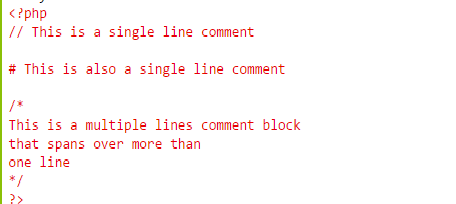 <?php
// This is a single line comment

# This is also a single line comment

/*
This is a multiple lines comment block
that spans over more than
one line
*/
?>